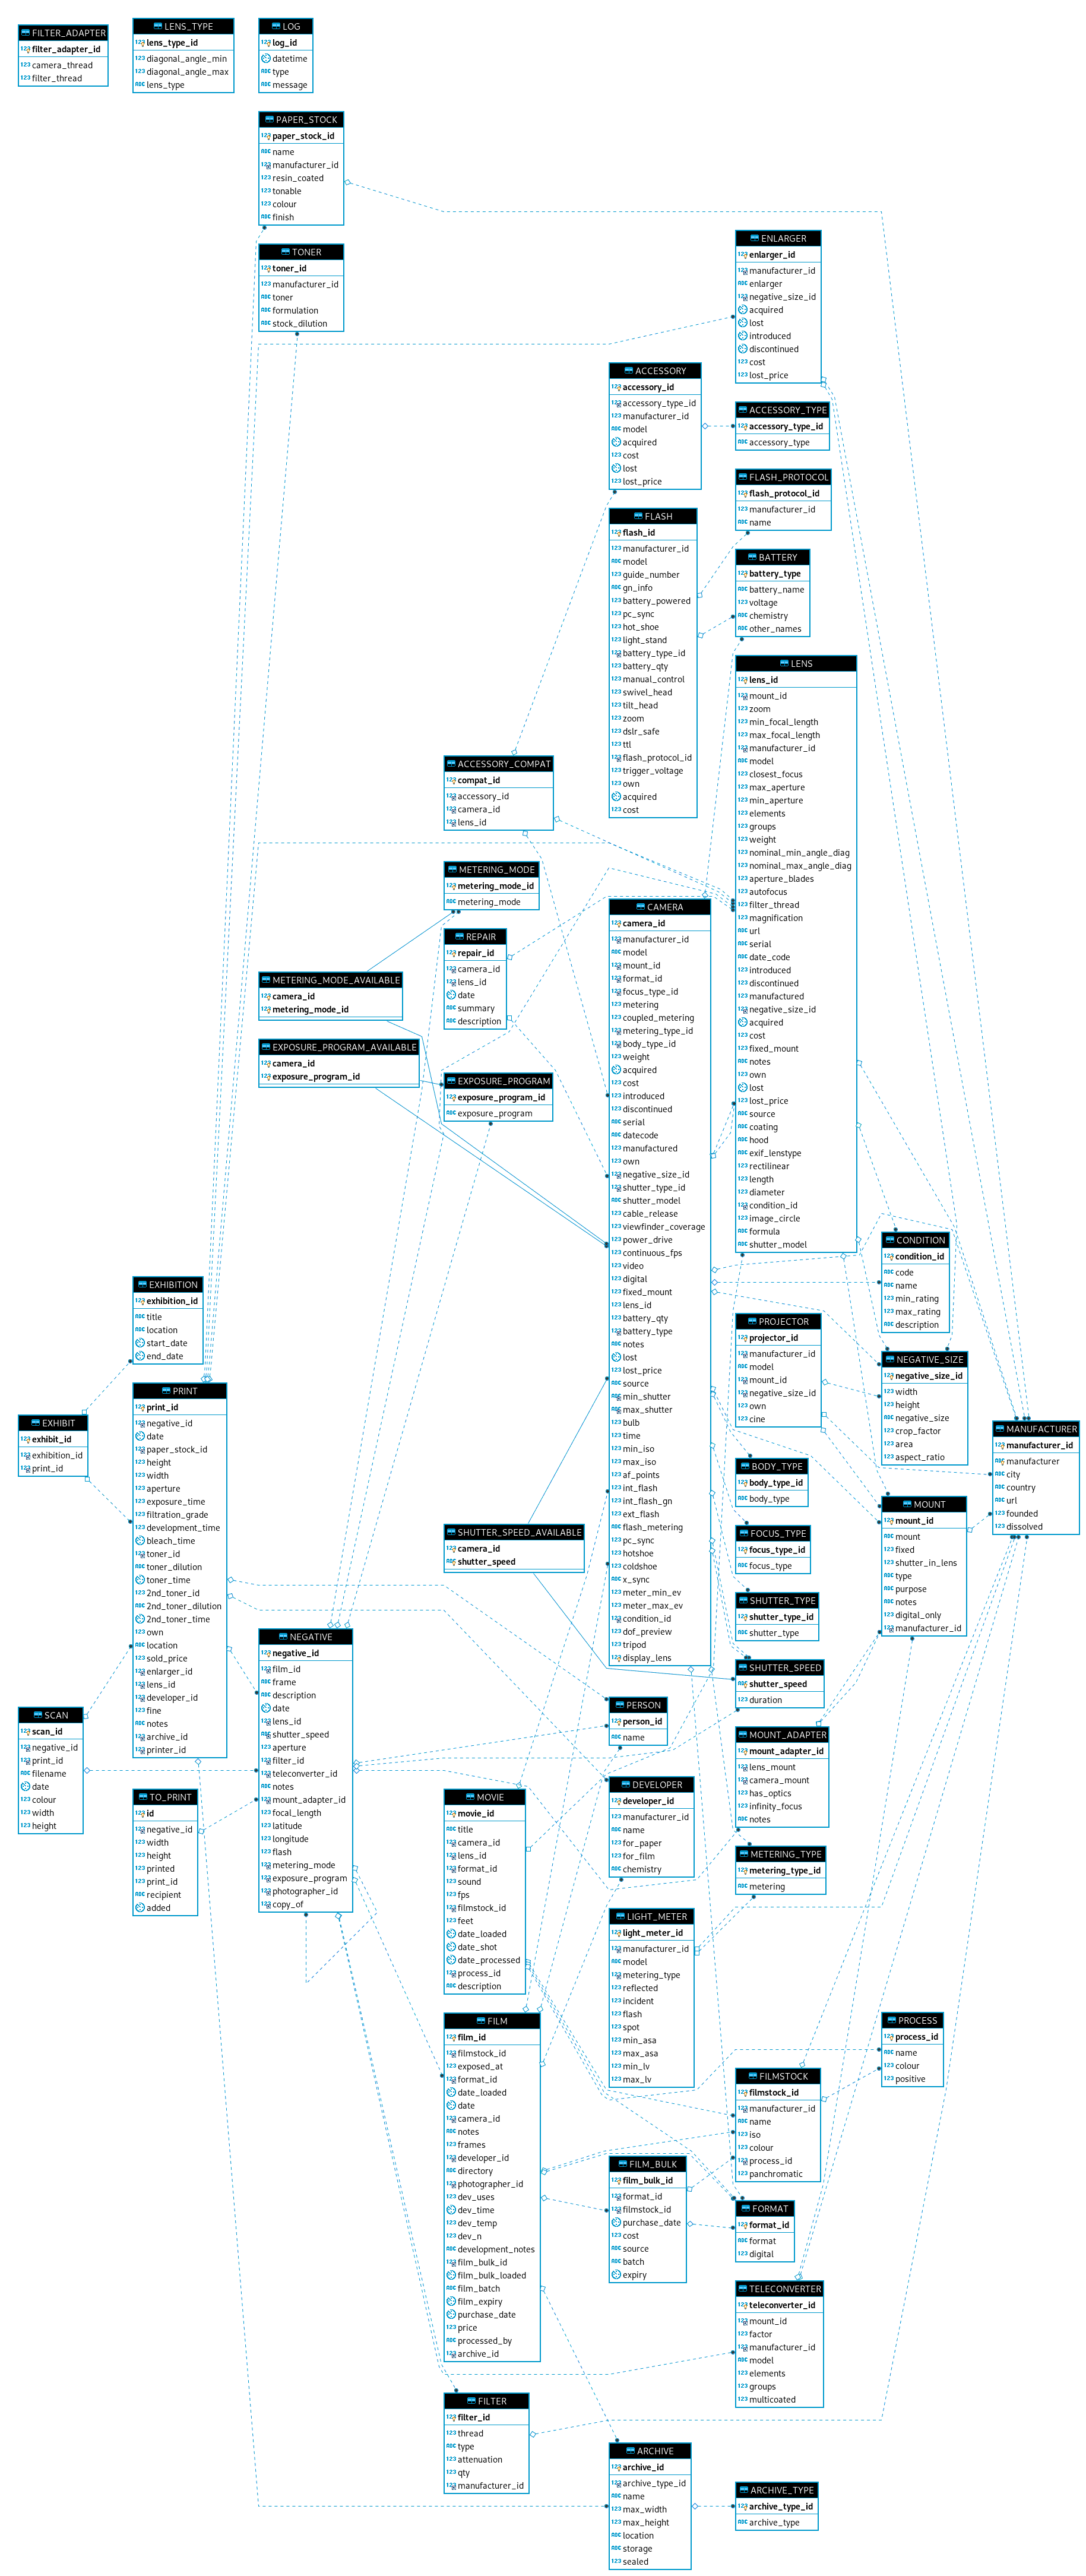 FILTER_ADAPTER
filter_adapter_id
camera_thread
filter_thread
LENS_TYPE
lens_type_id
diagonal_angle_min
diagonal_angle_max
lens_type
LOG
log_id
datetime
type
message
PAPER_STOCK
paper_stock_id
name
manufacturer_id
resin_coated
tonable
colour
finish
TONER
toner_id
manufacturer_id
toner
formulation
stock_dilution
ENLARGER
enlarger_id
manufacturer_id
enlarger
negative_size_id
acquired
lost
introduced
discontinued
cost
lost_price
ACCESSORY
accessory_id
accessory_type_id
manufacturer_id
model
acquired
cost
lost
lost_price
ACCESSORY_TYPE
accessory_type_id
accessory_type
FLASH_PROTOCOL
flash_protocol_id
manufacturer_id
name
FLASH
flash_id
manufacturer_id
model
guide_number
gn_info
battery_powered
pc_sync
hot_shoe
light_stand
battery_type_id
battery_qty
manual_control
swivel_head
tilt_head
zoom
dslr_safe
ttl
flash_protocol_id
trigger_voltage
own
acquired
cost
BATTERY
battery_type
battery_name
voltage
chemistry
other_names
LENS
lens_id
mount_id
zoom
min_focal_length
max_focal_length
manufacturer_id
model
closest_focus
max_aperture
min_aperture
elements
groups
weight
nominal_min_angle_diag
nominal_max_angle_diag
aperture_blades
autofocus
filter_thread
magnification
url
serial
date_code
introduced
discontinued
manufactured
negative_size_id
acquired
cost
fixed_mount
notes
own
lost
lost_price
source
coating
hood
exif_lenstype
rectilinear
length
diameter
condition_id
image_circle
formula
shutter_model
ACCESSORY_COMPAT
compat_id
accessory_id
camera_id
lens_id
METERING_MODE
metering_mode_id
metering_mode
REPAIR
repair_id
camera_id
lens_id
date
summary
description
METERING_MODE_AVAILABLE
camera_id
metering_mode_id
EXPOSURE_PROGRAM_AVAILABLE
camera_id
exposure_program_id
EXPOSURE_PROGRAM
exposure_program_id
exposure_program
CAMERA
camera_id
manufacturer_id
model
mount_id
format_id
focus_type_id
metering
coupled_metering
metering_type_id
body_type_id
weight
acquired
cost
introduced
discontinued
serial
datecode
manufactured
own
negative_size_id
shutter_type_id
shutter_model
cable_release
viewfinder_coverage
power_drive
continuous_fps
video
digital
fixed_mount
lens_id
battery_qty
battery_type
notes
lost
lost_price
source
min_shutter
max_shutter
bulb
time
min_iso
max_iso
af_points
int_flash
int_flash_gn
ext_flash
flash_metering
pc_sync
hotshoe
coldshoe
x_sync
meter_min_ev
meter_max_ev
condition_id
dof_preview
tripod
display_lens
CONDITION
condition_id
code
name
min_rating
max_rating
description
EXHIBITION
exhibition_id
title
location
start_date
end_date
PROJECTOR
projector_id
manufacturer_id
model
mount_id
negative_size_id
own
cine
NEGATIVE_SIZE
negative_size_id
width
height
negative_size
crop_factor
area
aspect_ratio
PRINT
print_id
negative_id
date
paper_stock_id
height
width
aperture
exposure_time
filtration_grade
development_time
bleach_time
toner_id
toner_dilution
toner_time
2nd_toner_id
2nd_toner_dilution
2nd_toner_time
own
location
sold_price
enlarger_id
lens_id
developer_id
fine
notes
archive_id
printer_id
EXHIBIT
exhibit_id
exhibition_id
print_id
MANUFACTURER
manufacturer_id
manufacturer
city
country
url
founded
dissolved
BODY_TYPE
body_type_id
body_type
MOUNT
mount_id
mount
fixed
shutter_in_lens
type
purpose
notes
digital_only
manufacturer_id
SHUTTER_SPEED_AVAILABLE
camera_id
shutter_speed
FOCUS_TYPE
focus_type_id
focus_type
SHUTTER_TYPE
shutter_type_id
shutter_type
NEGATIVE
negative_id
film_id
frame
description
date
lens_id
shutter_speed
aperture
filter_id
teleconverter_id
notes
mount_adapter_id
focal_length
latitude
longitude
flash
metering_mode
exposure_program
photographer_id
copy_of
SHUTTER_SPEED
shutter_speed
duration
SCAN
scan_id
negative_id
print_id
filename
date
colour
width
height
PERSON
person_id
name
MOUNT_ADAPTER
mount_adapter_id
lens_mount
camera_mount
has_optics
infinity_focus
notes
TO_PRINT
id
negative_id
width
height
printed
print_id
recipient
added
MOVIE
movie_id
title
camera_id
lens_id
format_id
sound
fps
filmstock_id
feet
date_loaded
date_shot
date_processed
process_id
description
DEVELOPER
developer_id
manufacturer_id
name
for_paper
for_film
chemistry
METERING_TYPE
metering_type_id
metering
LIGHT_METER
light_meter_id
manufacturer_id
model
metering_type
reflected
incident
flash
spot
min_asa
max_asa
min_lv
max_lv
FILM
film_id
filmstock_id
exposed_at
format_id
date_loaded
date
camera_id
notes
frames
developer_id
directory
photographer_id
dev_uses
dev_time
dev_temp
dev_n
development_notes
film_bulk_id
film_bulk_loaded
film_batch
film_expiry
purchase_date
price
processed_by
archive_id
PROCESS
process_id
name
colour
positive
FILMSTOCK
filmstock_id
manufacturer_id
name
iso
colour
process_id
panchromatic
FILM_BULK
film_bulk_id
format_id
filmstock_id
purchase_date
cost
source
batch
expiry
FORMAT
format_id
format
digital
TELECONVERTER
teleconverter_id
mount_id
factor
manufacturer_id
model
elements
groups
multicoated
FILTER
filter_id
thread
type
attenuation
qty
manufacturer_id
ARCHIVE
archive_id
archive_type_id
name
max_width
max_height
location
storage
sealed
ARCHIVE_TYPE
archive_type_id
archive_type